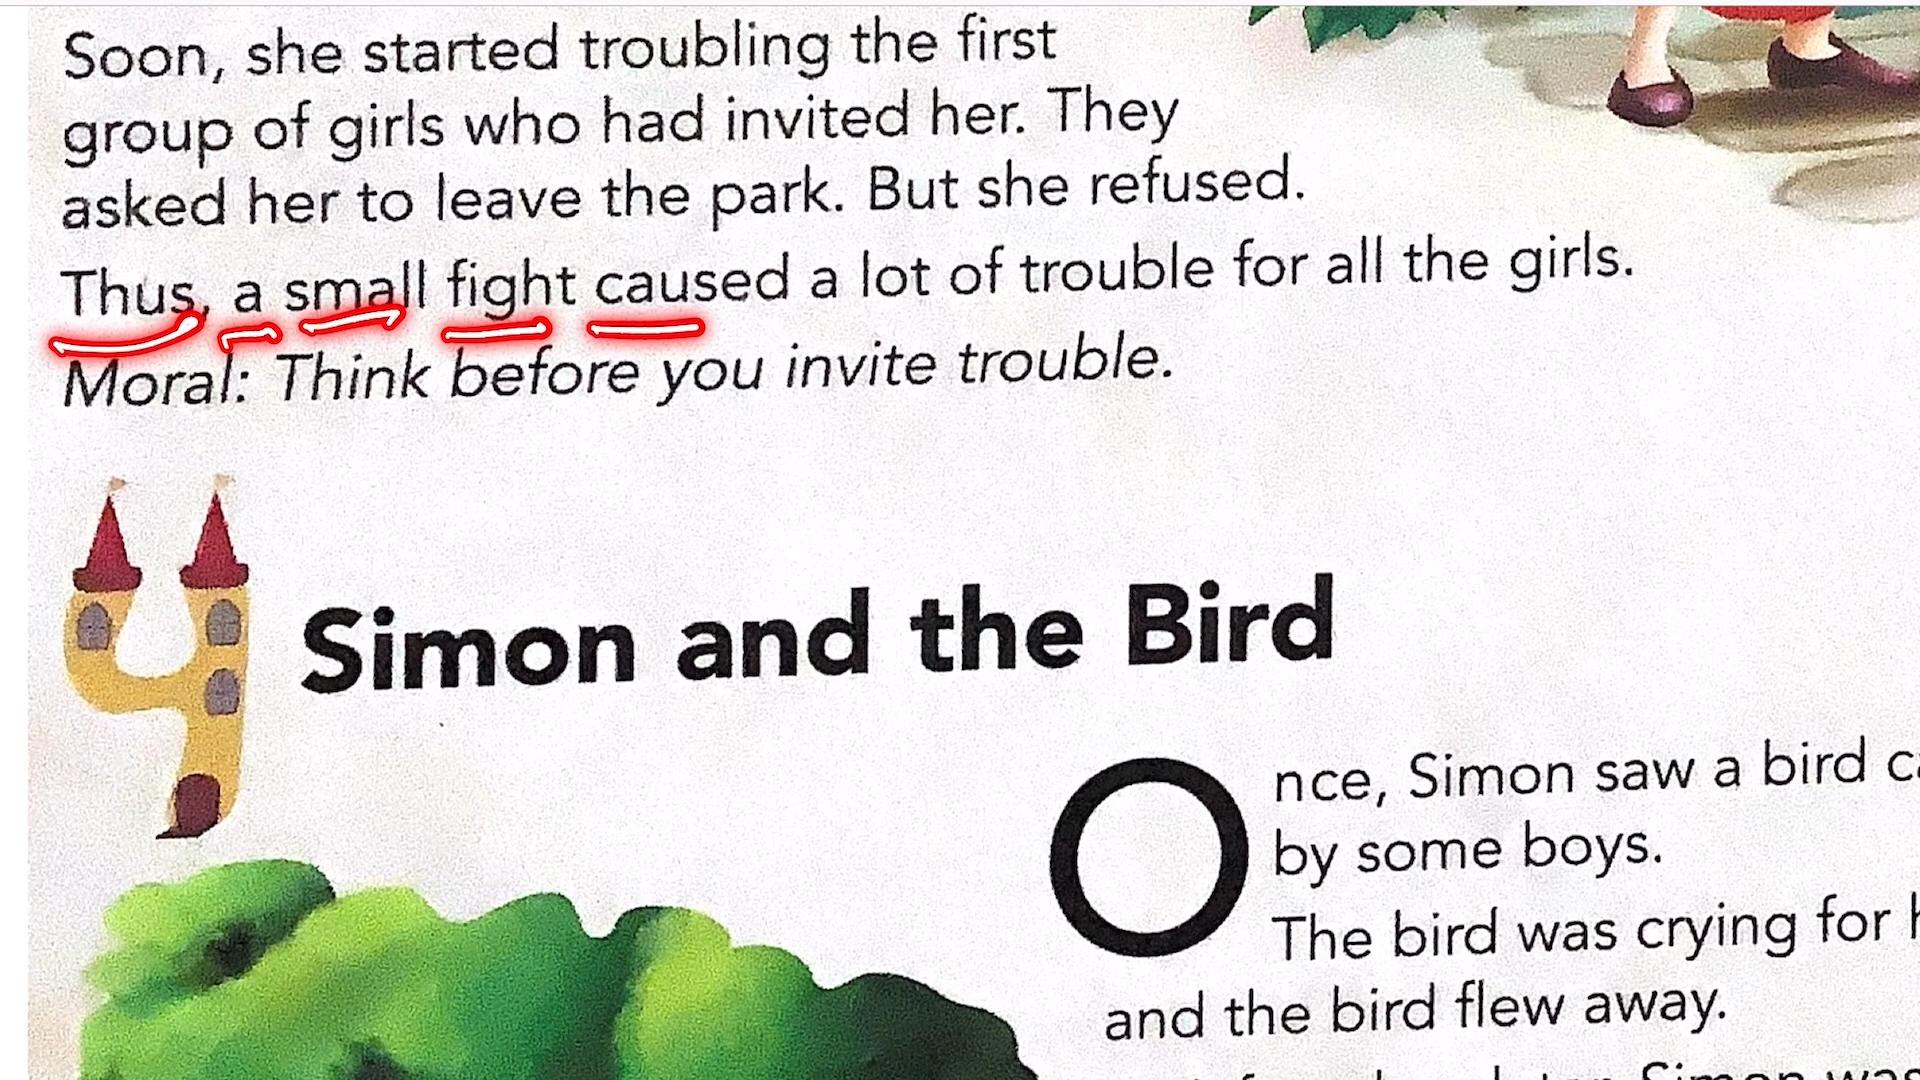 Soon, she started troubling the first
group of girls who had invited her. They
asked her to leave the park. But she refused.
Thus, a small fight caused a lot of trouble for all the girls.
Moral: Think before you invite trouble.
4
Simon and the Bird
Once, Simon saw a bird
by some boys.
The bird was crying for
and the bird flew away.
Simon was